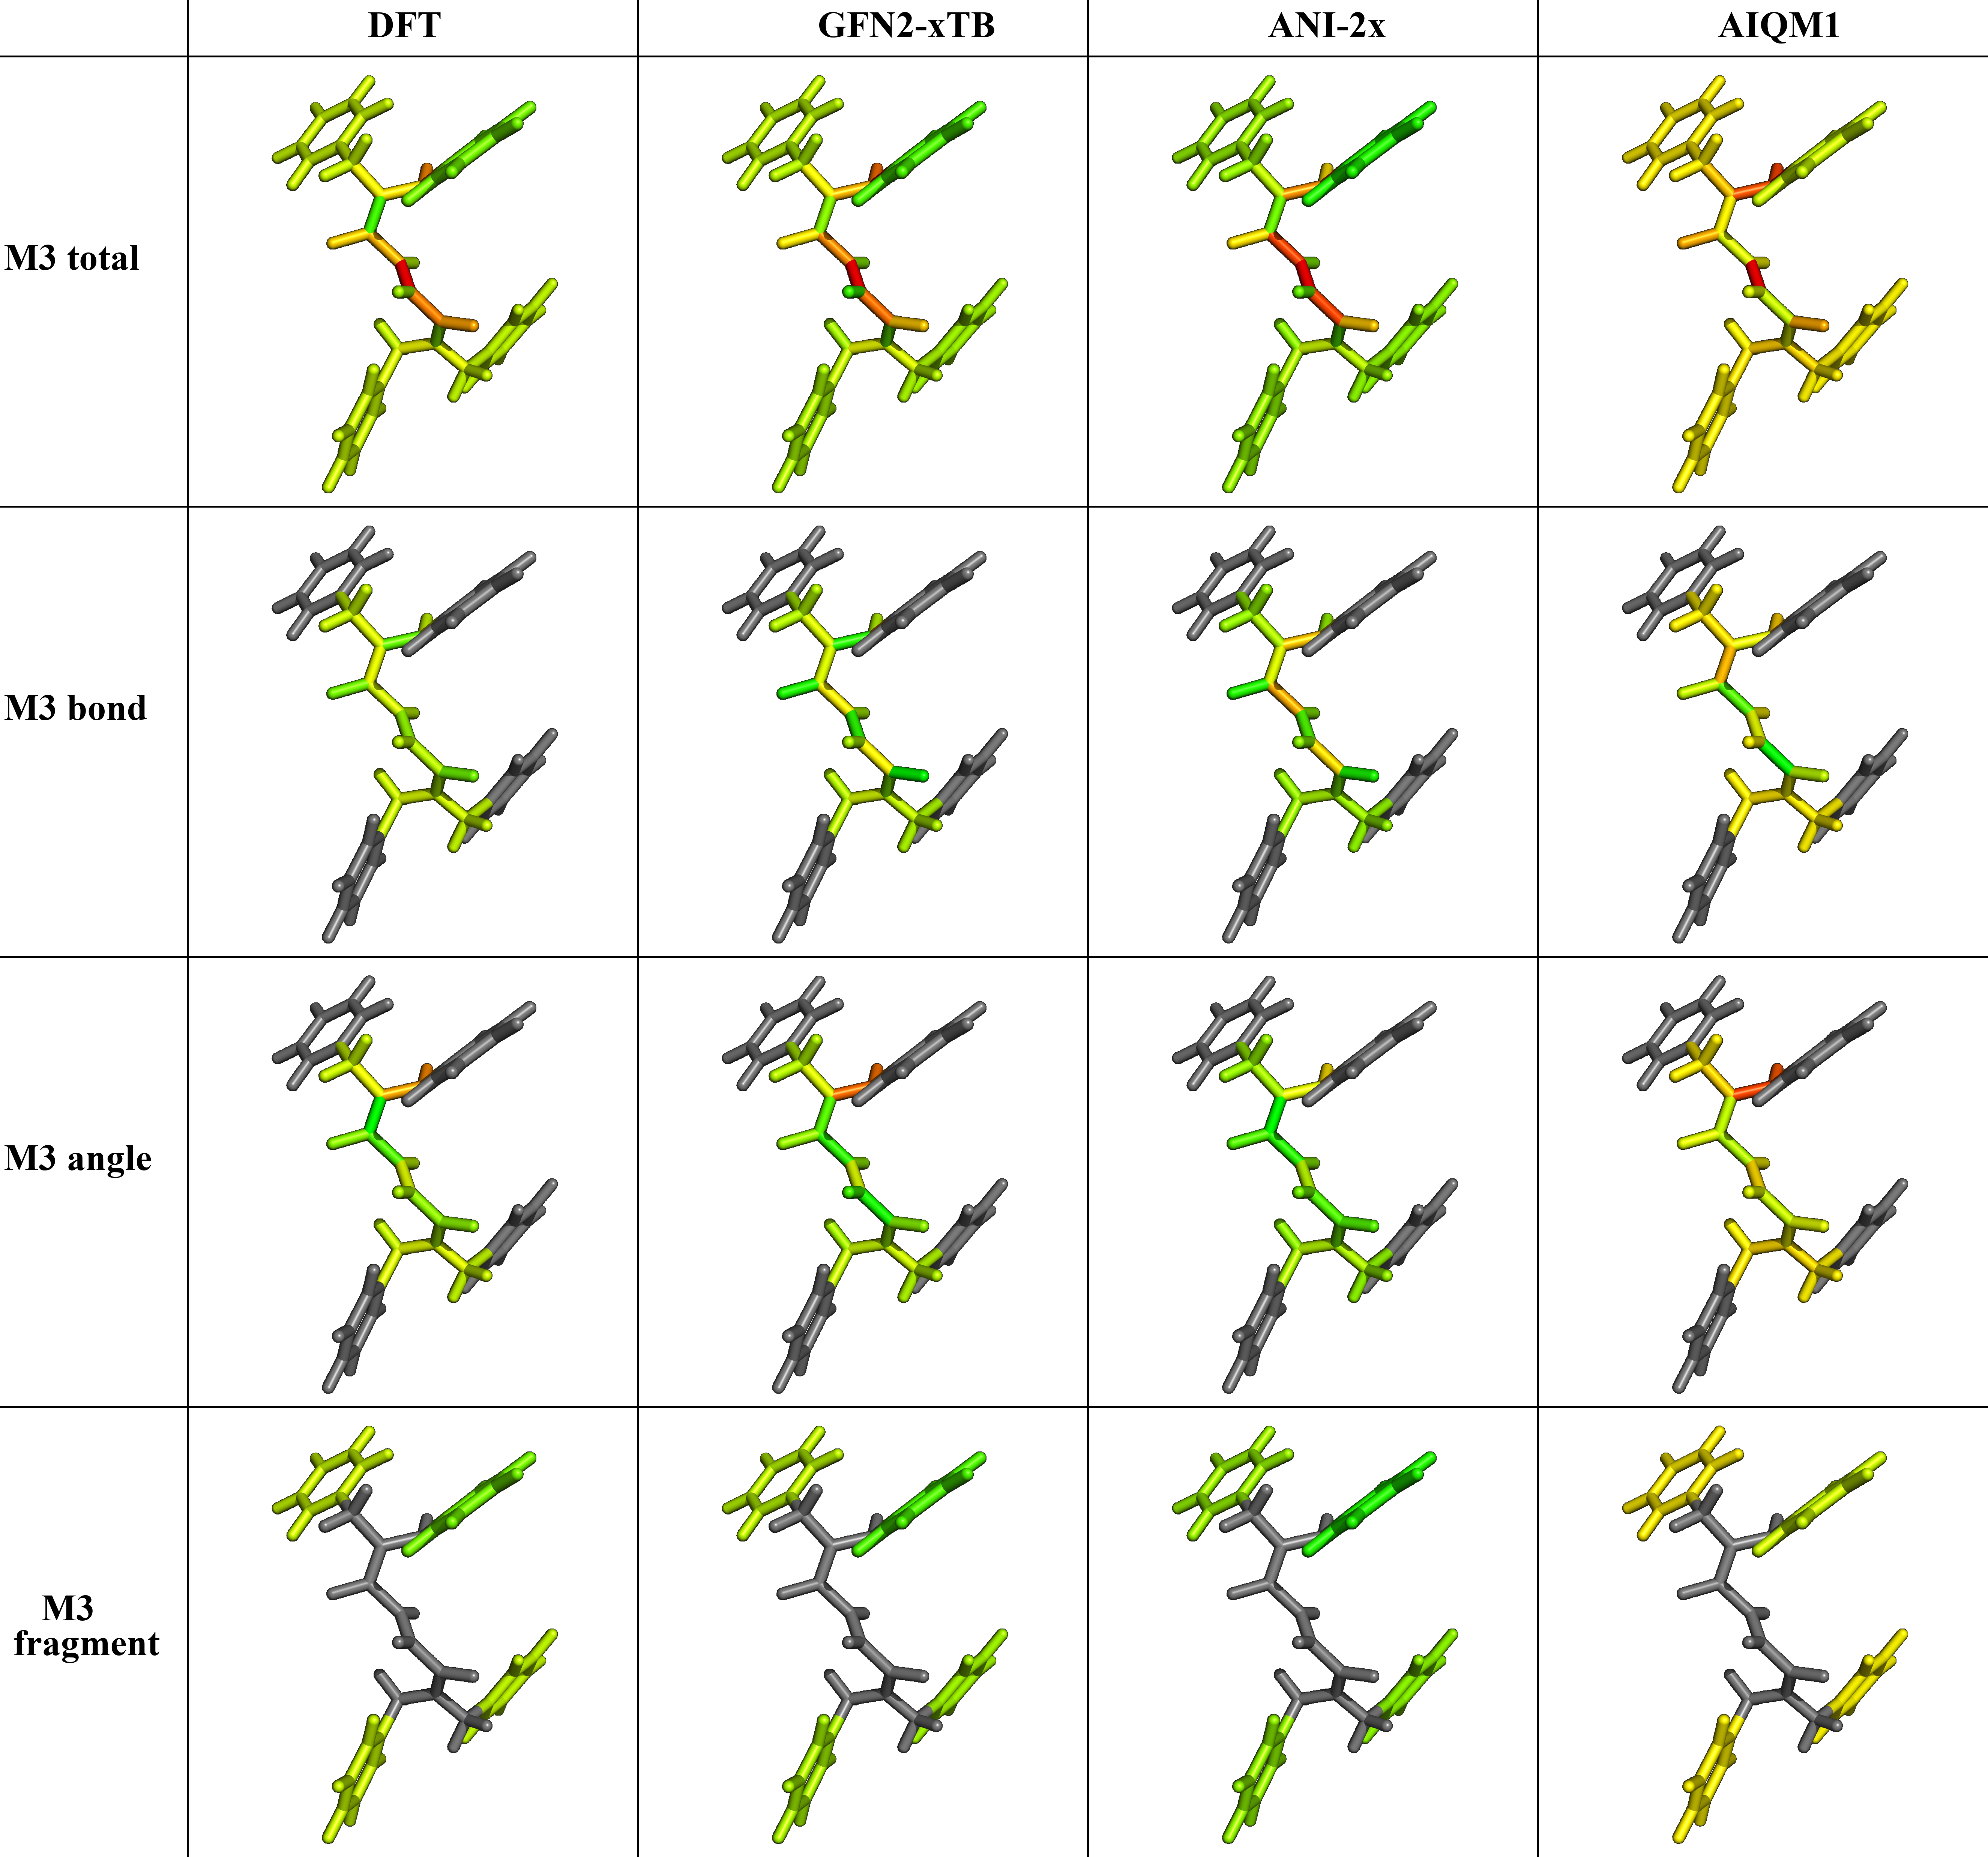 DFT
GFN2-xTB
ANI-2x
AIQM1
M3 total
M3 bond
M3 angle
M3
fragment